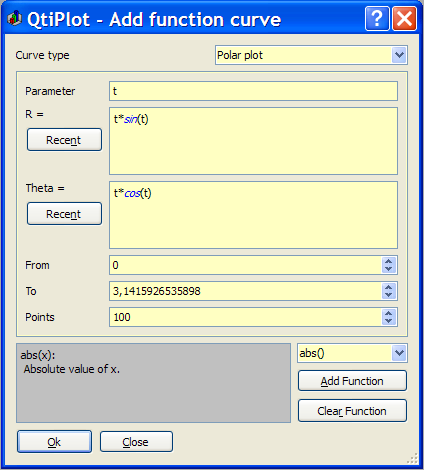 QtiPlot - Add function curve
Curve type Polar plot
Parameter t
R = t*sin(t)
Recent
Theta = t*cos(t)
Recent
From 0
To 3,1415926535898
Points 100
abs(x):
Absolute value of x.
abs()
Add Function
Clear Function
Ok Close